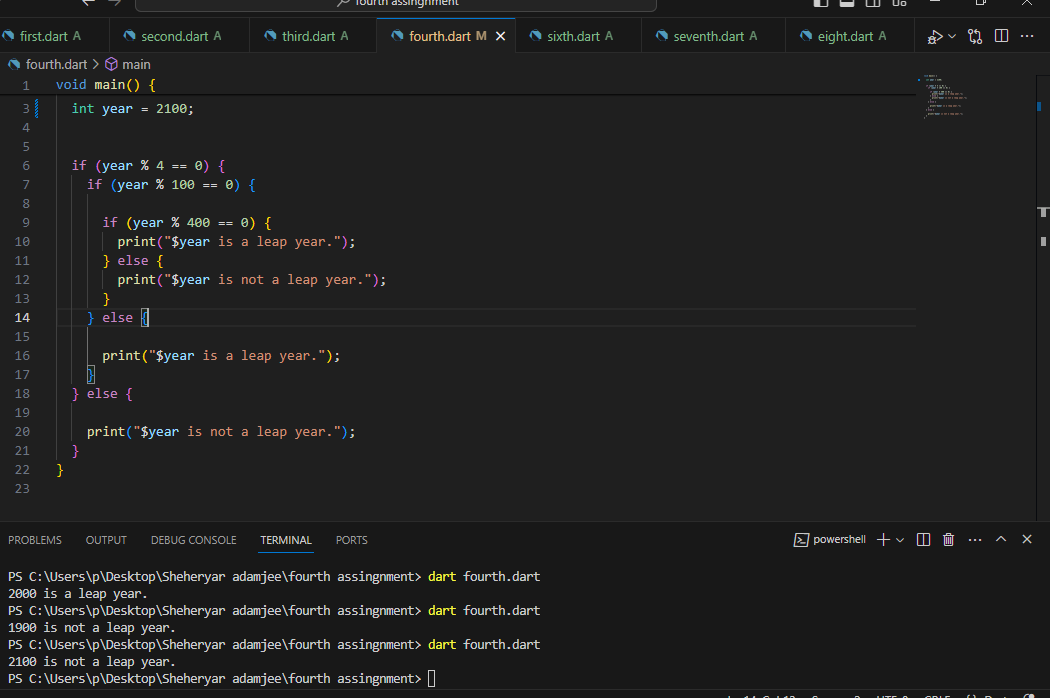 fourth assingnment
first.dart A
second.dart A
third.dart A
fourth.dart M
sixth.dart A
seventh.dart A
eight.dart A
fourth.dart > main
1 void main() {
3 int year = 2100;
4
5
6 if (year % 4 == 0) {
7 if (year % 100 == 0) {
8
9 if (year % 400 == 0) {
10 print("$year is a leap year.");
11 } else {
12 print("$year is not a leap year.");
13 }
14 } else {
15
16 print("$year is a leap year.");
17 }
18 } else {
19
20 print("$year is not a leap year.");
21 }
22 }
23
PROBLEMS OUTPUT DEBUG CONSOLE TERMINAL PORTS
powershell
PS C:\Users\p\Desktop\Sheheryar adamjee\fourth assingnment> dart fourth.dart
2000 is a leap year.
PS C:\Users\p\Desktop\Sheheryar adamjee\fourth assingnment> dart fourth.dart
1900 is not a leap year.
PS C:\Users\p\Desktop\Sheheryar adamjee\fourth assingnment> dart fourth.dart
2100 is not a leap year.
PS C:\Users\p\Desktop\Sheheryar adamjee\fourth assingnment>